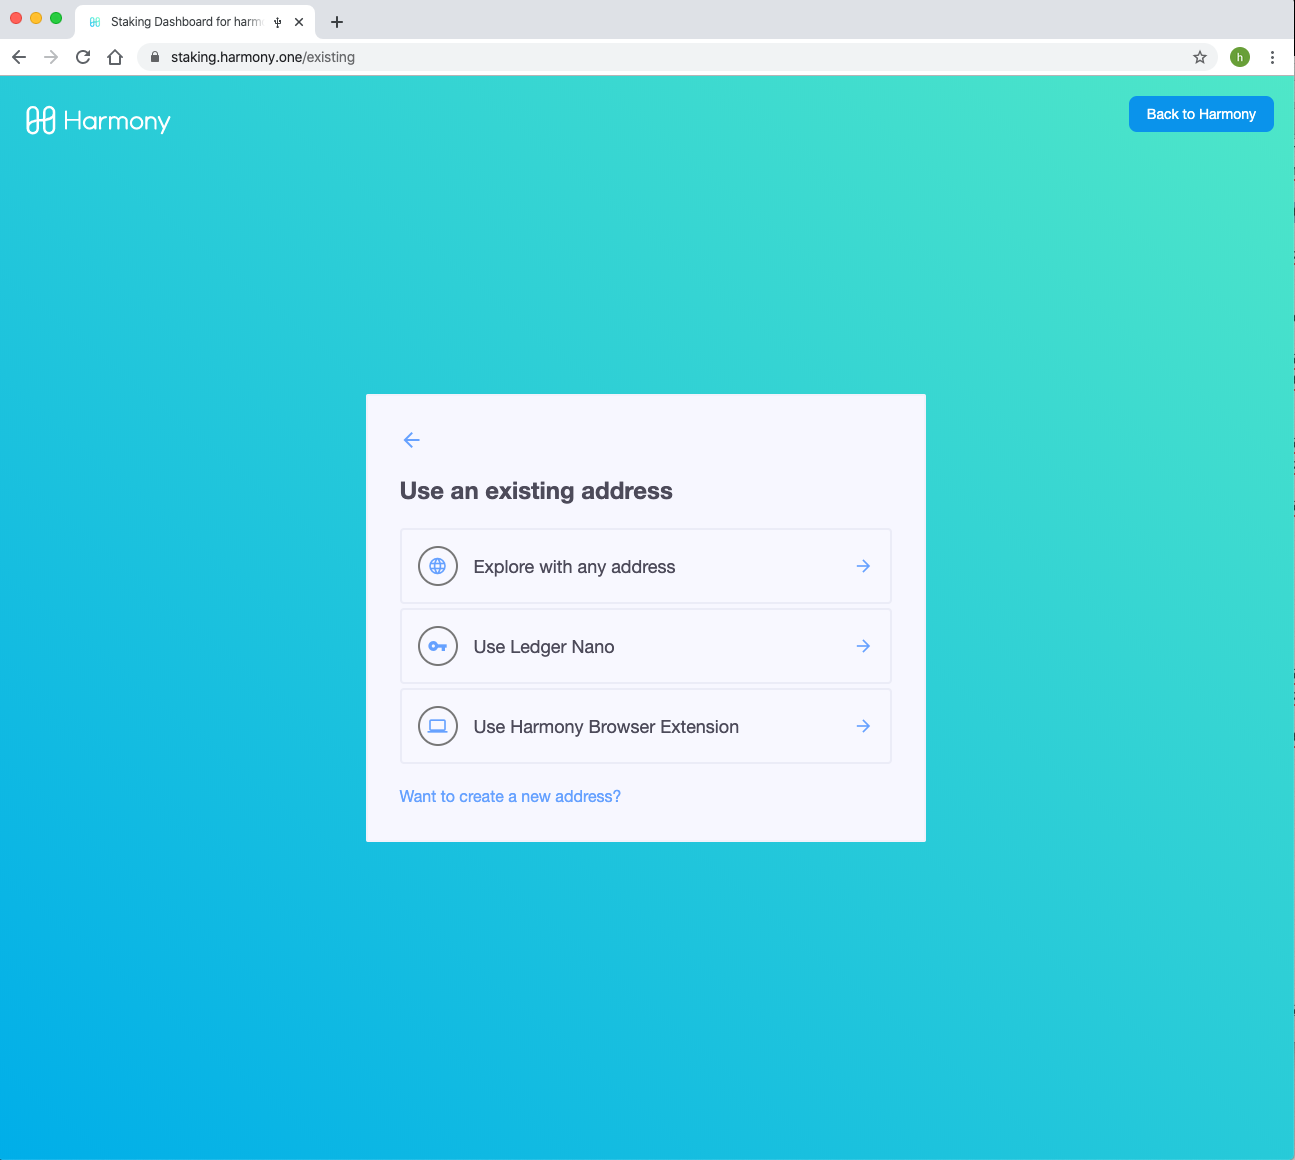 Staking Dashboard for harm
staking.harmony.one/existing
h
Harmony
Back to Harmony
Use an existing address
Explore with any address
Use Ledger Nano
Use Harmony Browser Extension
Want to create a new address?